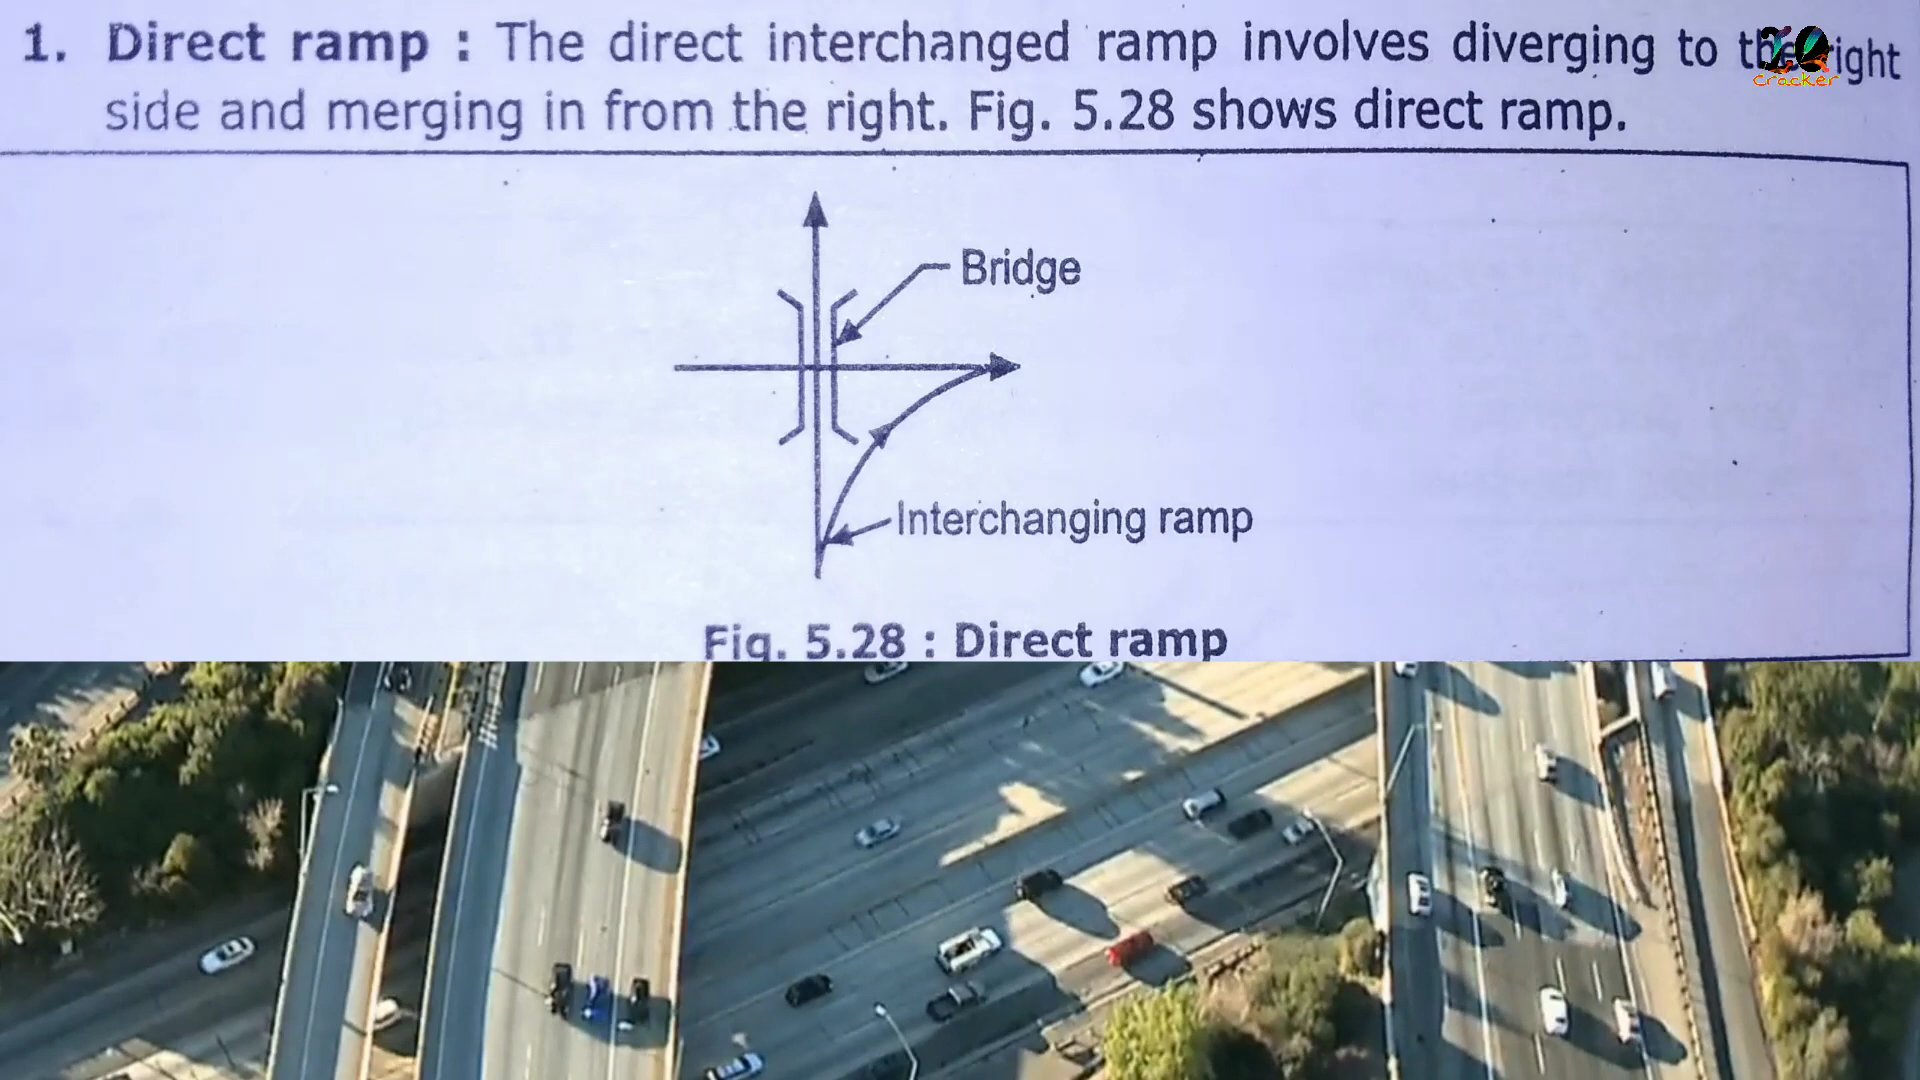 1. Direct ramp : The direct interchanged ramp involves diverging to the right
side and merging in from the right. Fig. 5.28 shows direct ramp.
Bridge
Interchanging ramp
Fig. 5.28 : Direct ramp
Cracker